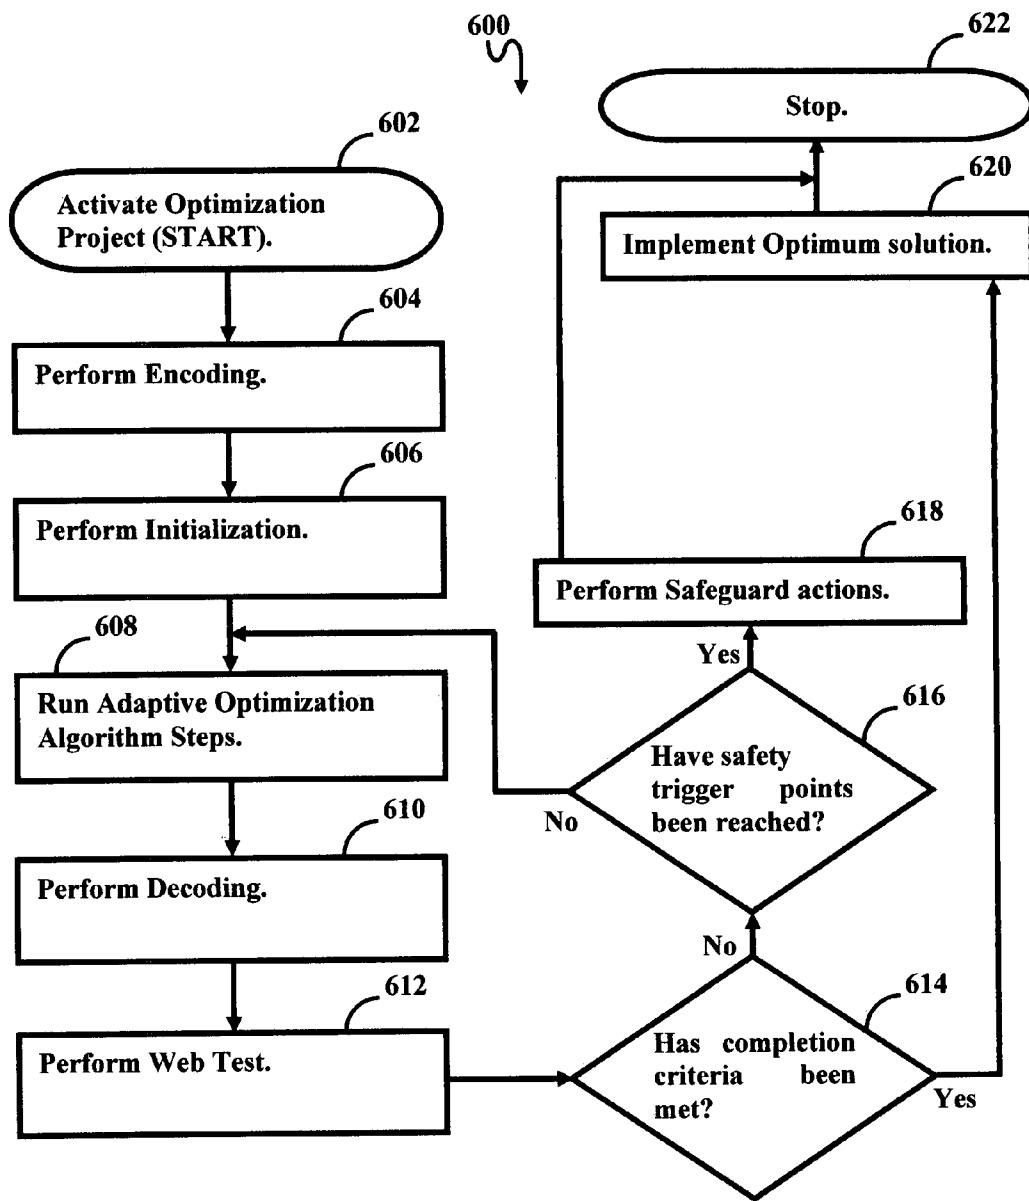 600
622
Stop.
602
Activate Optimization
Project (START).
620
Implement Optimum solution.
604
Perform Encoding.
606
Perform Initialization.
618
Perform Safeguard actions.
608
Run Adaptive Optimization
Algorithm Steps.
Yes
616
Have safety
trigger points
been reached?
No
610
Perform Decoding.
No
612
Perform Web Test.
614
Has completion
criteria been
met?
Yes